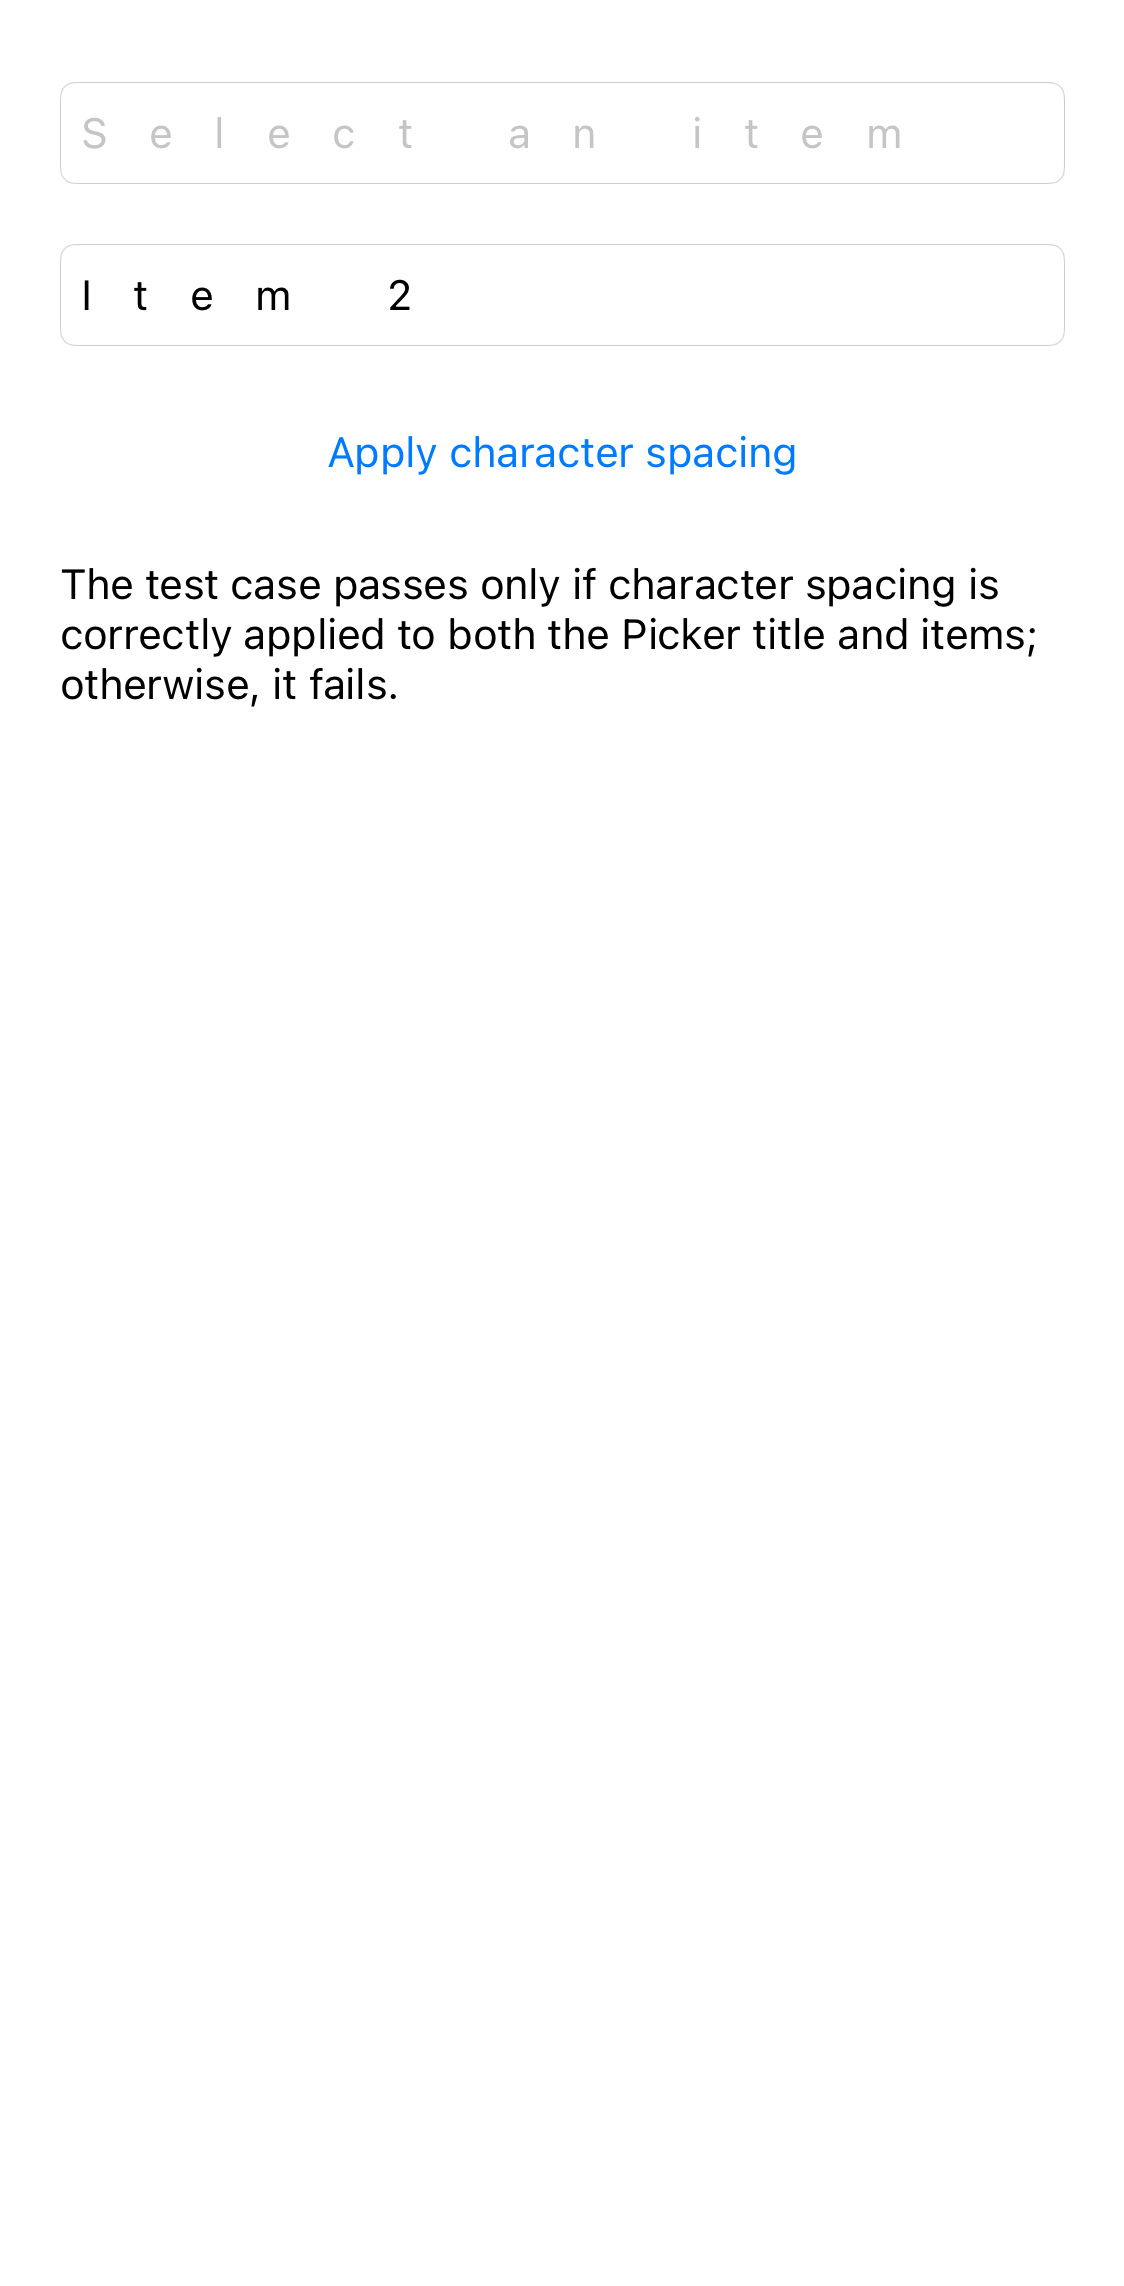 Select an item
Item 2
Apply character spacing
The test case passes only if character spacing is
correctly applied to both the Picker title and items;
otherwise, it fails.